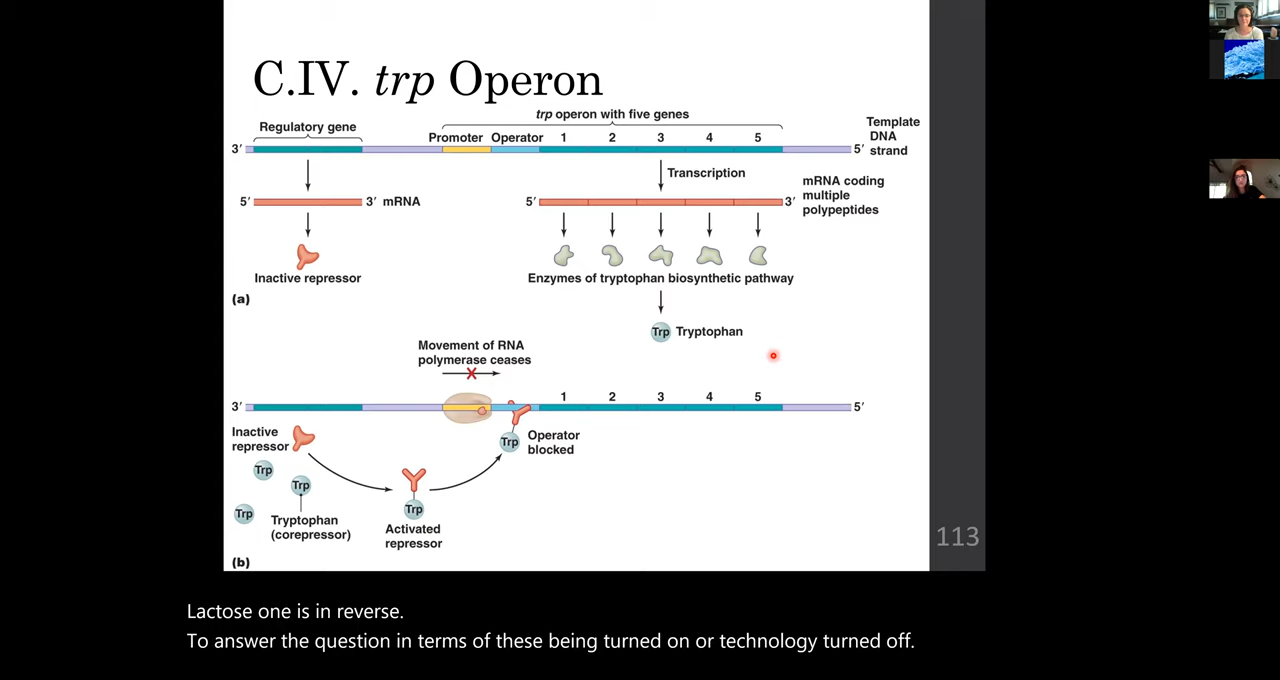 C.IV. trp Operon
trp operon with five genes
Regulatory gene
Promoter Operator 1 2 3 4 5
Template
DNA
strand
3′ 5′
Transcription
mRNA coding
multiple
polypeptides
5′ 3′ mRNA
5′ 3′
Inactive repressor
Enzymes of tryptophan biosynthetic pathway
(a)
Trp Tryptophan
Movement of RNA
polymerase ceases
1 2 3 4 5
3′ 5′
Inactive
repressor
Trp
Operator
blocked
Trp
Trp
Trp
Tryptophan
(corepressor)
Trp
Activated
repressor
(b)
113
Lactose one is in reverse.
To answer the question in terms of these being turned on or technology turned off.